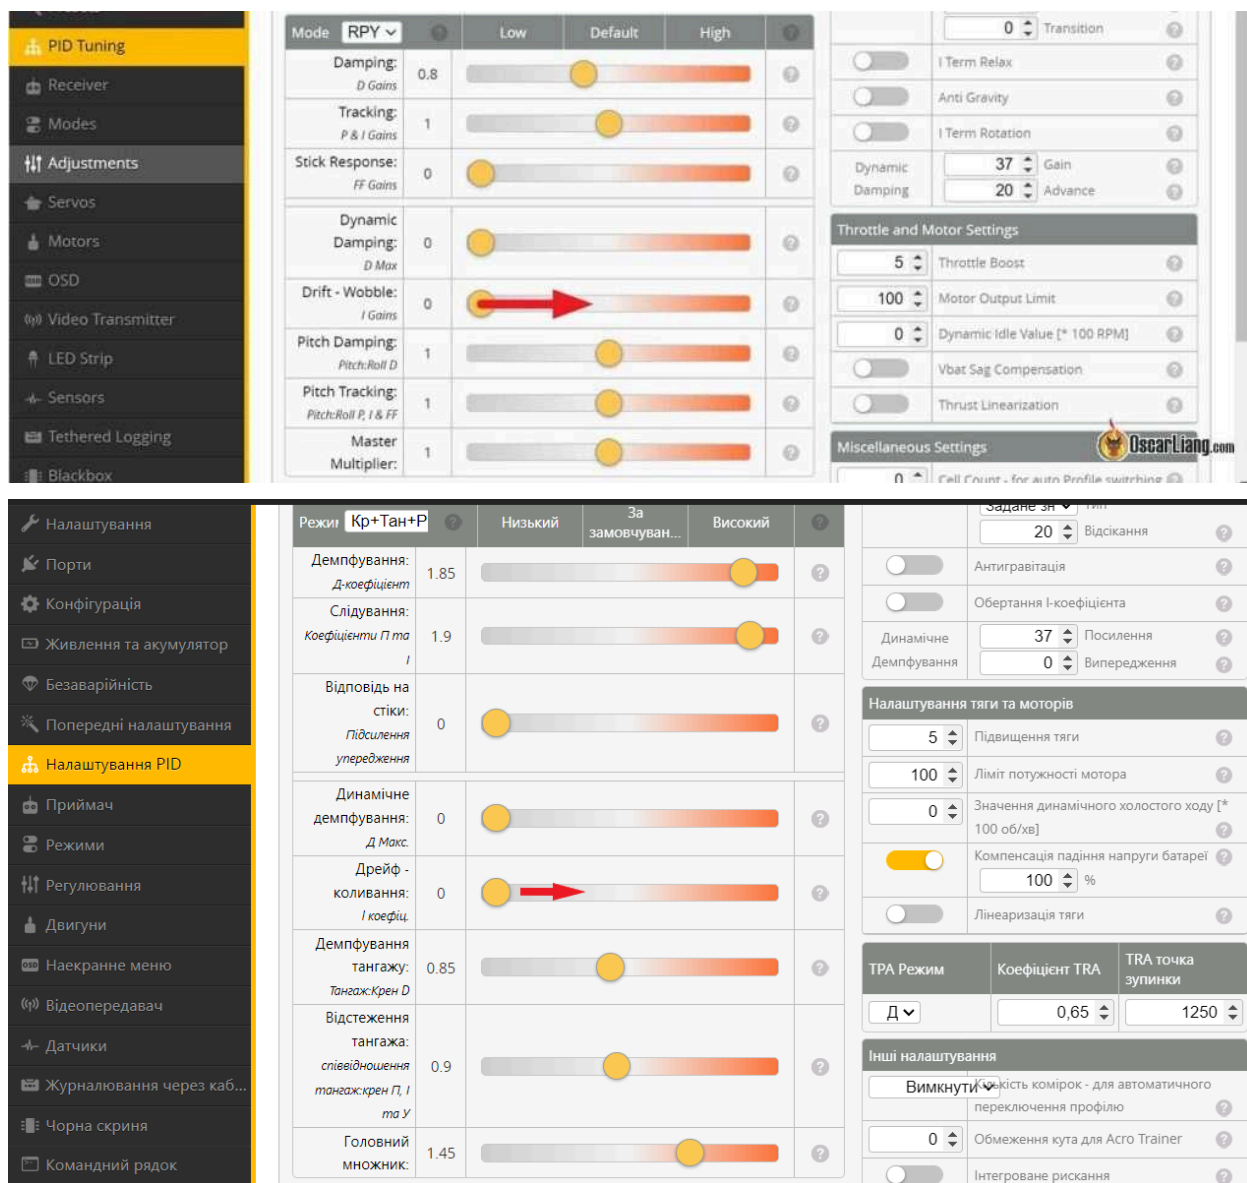 PID Tuning
Receiver
Modes
Adjustments
Servos
Motors
OSD
Video Transmitter
LED Strip
Sensors
Tethered Logging
Blackbox
Mode RPY Low Default High
Damping:
D Gains
0.8
Tracking:
P & I Gains
1
Stick Response:
FF Gains
0
Dynamic
Damping:
D Max
0
Drift - Wobble:
I Gains
0
Pitch Damping:
Pitch:Roll D
1
Pitch Tracking:
Pitch:Roll P, I & FF
1
Master
Multiplier:
1
0 Transition
I Term Relax
Anti Gravity
I Term Rotation
Dynamic
Damping
37 Gain
20 Advance
Throttle and Motor Settings
5 Throttle Boost
100 Motor Output Limit
0 Dynamic Idle Value [* 100 RPM]
Vbat Sag Compensation
Thrust Linearization
OscarLiang.com
Miscellaneous Settings
0 Cell Count - for auto Profile switching
Налаштування
Порти
Конфігурація
Живлення та акумулятор
Безаварійність
Попередні налаштування
Налаштування PID
Приймач
Режими
Регулювання
Двигуни
OSD Наекранне меню
Відеопередавач
Датчики
Журналювання через каб...
Чорна скриня
Командний рядок
Режи Кр+Тан+Р Низький За замовчуван... Високий
Демпфування:
Д-коефіцієнт
1.85
Слідування:
Коефіцієнти П та
І
1.9
Відповідь на
стіки:
Підсилення
упередження
0
Динамічне
демпфування:
Д Макс.
0
Дрейф -
коливання:
І коефіц.
0
Демпфування
тангажу:
Тангаж:Крен D
0.85
Відстеження
тангажа:
співвідношення
тангаж:крен П, І
та У
0.9
Головний
множник:
1.45
Задане зн Тип
20 Відсікання
Антигравітація
Обертання І-коефіцієнта
Динамічне
Демпфування
37 Посилення
0 Випередження
Налаштування тяги та моторів
5 Підвищення тяги
100 Ліміт потужності мотора
0 Значення динамічного холостого ходу [*
100 об/хв]
Компенсація падіння напруги батареї
100 %
Лінеаризація тяги
TPA Режим Коефіцієнт TRA TRA точка
зупинки
Д 0,65 1250
Інші налаштування
Вимкнути Кількість комірок - для автоматичного
переключення профілю
0 Обмеження кута для Acro Trainer
Інтегроване рискання